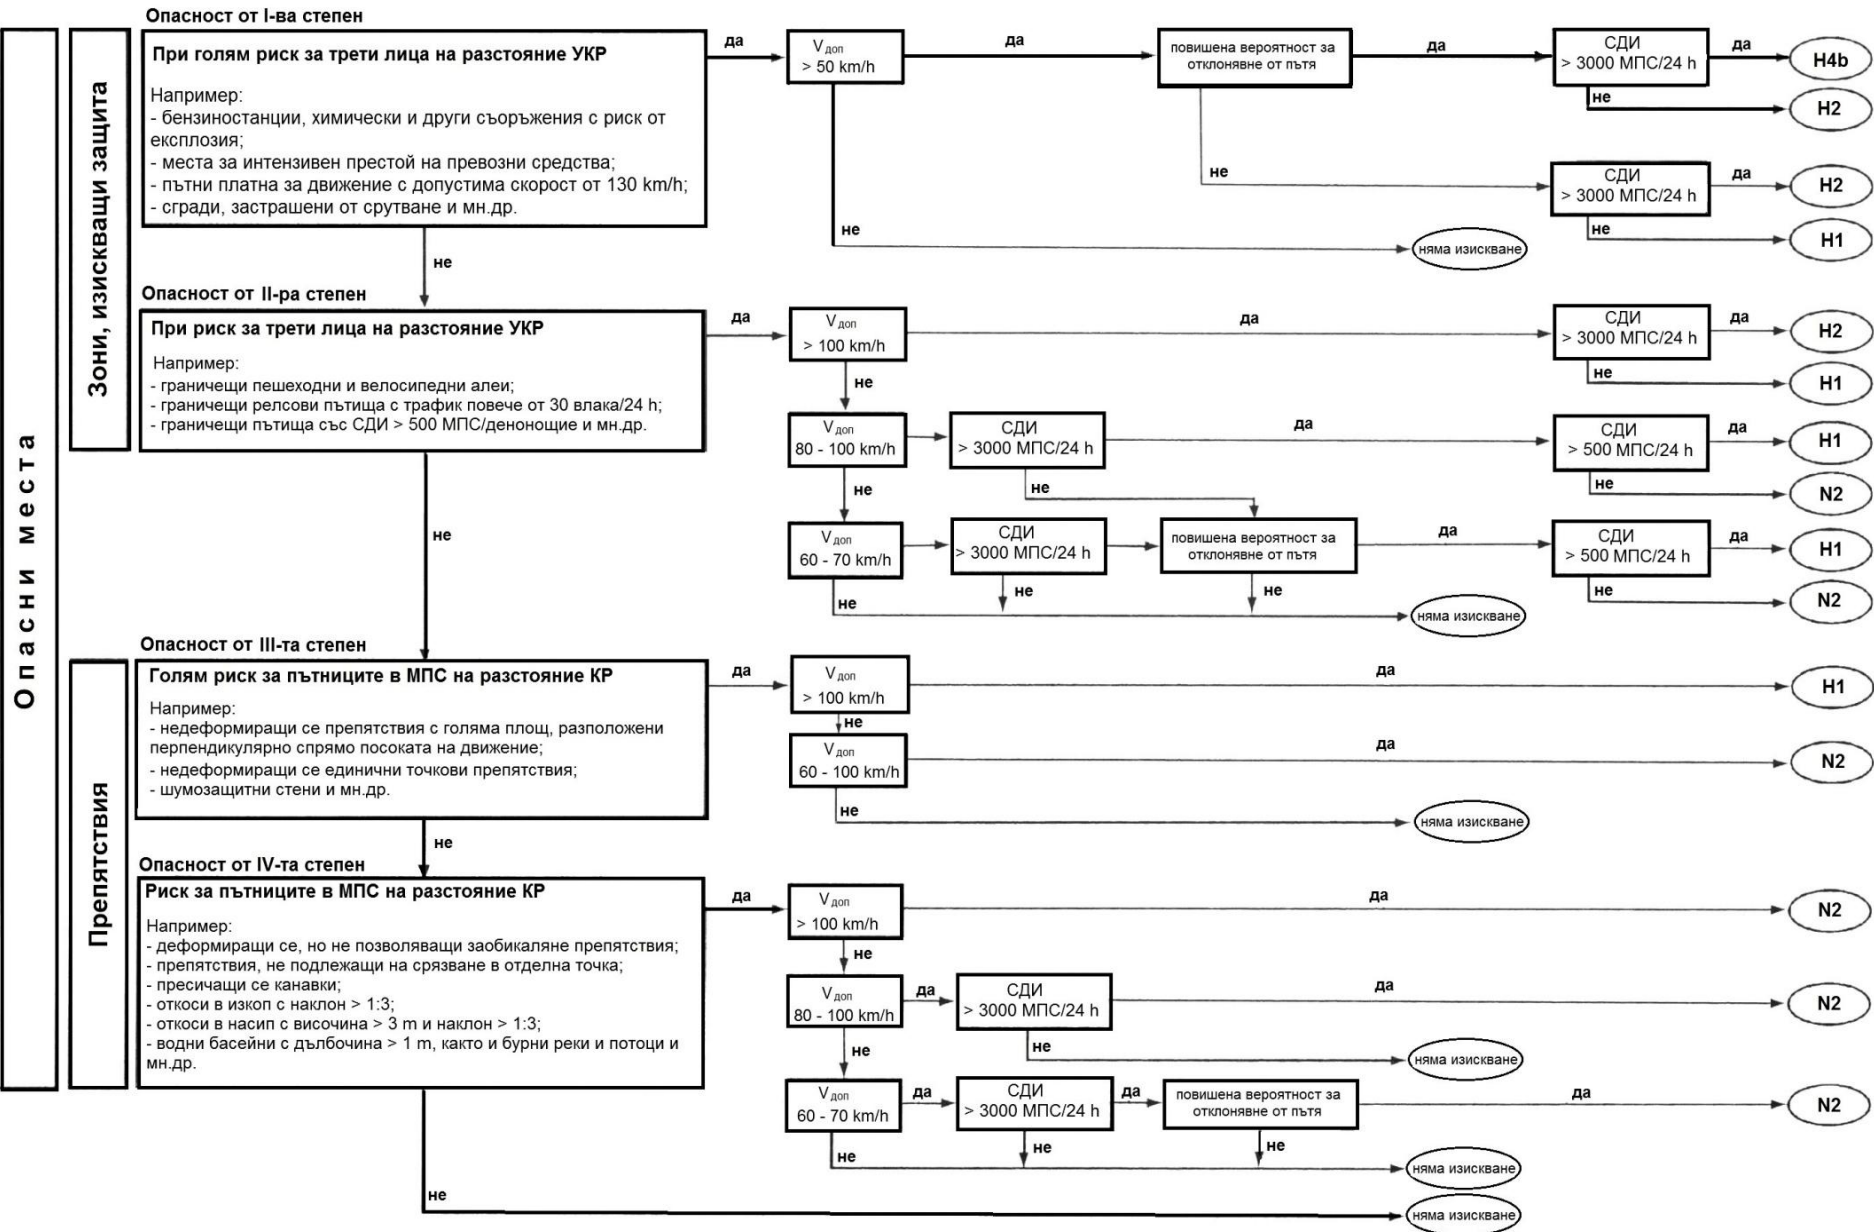 Опасни места
Зони, изискващи защита
Опасност от I-ва степен
При голям риск за трети лица на разстояние УКР
Например:
- бензиностанции, химически и други съоръжения с риск от
експлозия;
- места за интензивен престой на превозни средства;
- пътни платна за движение с допустима скорост от 130 km/h;
- сгради, застрашени от срутване и мн.др.
да
V доп
> 50 km/h
да
повишена вероятност за
отклонявне от пътя
да
СДИ
> 3000 МПС/24 h
да
H4b
не
H2
не
СДИ
> 3000 МПС/24 h
да
H2
не
H1
не
няма изискване
не
Опасност от II-ра степен
При риск за трети лица на разстояние УКР
Например:
- граничещи пешеходни и велосипедни алеи;
- граничещи релсови пътища с трафик повече от 30 влака/24 h;
- граничещи пътища със СДИ > 500 МПС/денонощие и мн.др.
да
V доп
> 100 km/h
да
СДИ
> 3000 МПС/24 h
да
H2
не
H1
не
V доп
80 - 100 km/h
СДИ
> 3000 МПС/24 h
да
СДИ
> 500 МПС/24 h
да
H1
не
N2
не
не
V доп
60 - 70 km/h
СДИ
> 3000 МПС/24 h
повишена вероятност за
отклонявне от пътя
да
СДИ
> 500 МПС/24 h
да
H1
не
N2
не
не
не
няма изискване
не
Препятствия
Опасност от III-та степен
Голям риск за пътниците в МПС на разстояние КР
Например:
- недеформиращи се препятствия с голяма площ, разположени
перпендикулярно спрямо посоката на движение;
- недеформиращи се единични точкови препятствия;
- шумозащитни стени и мн.др.
да
V доп
> 100 km/h
да
H1
не
V доп
60 - 100 km/h
да
N2
не
няма изискване
не
Опасност от IV-та степен
Риск за пътниците в МПС на разстояние КР
Например:
- деформиращи се, но не позволяващи заобикаляне препятствия;
- препятствия, не подлежащи на срязване в отделна точка;
- пресичащи се канавки;
- откоси в изкоп с наклон > 1:3;
- откоси в насип с височина > 3 m и наклон > 1:3;
- водни басейни с дълбочина > 1 m, както и бурни реки и потоци и
мн.др.
да
V доп
> 100 km/h
да
N2
не
V доп
80 - 100 km/h
да
СДИ
> 3000 МПС/24 h
да
N2
не
няма изискване
не
V доп
60 - 70 km/h
да
СДИ
> 3000 МПС/24 h
да
повишена вероятност за
отклонявне от пътя
да
N2
не
не
не
няма изискване
не
няма изискване